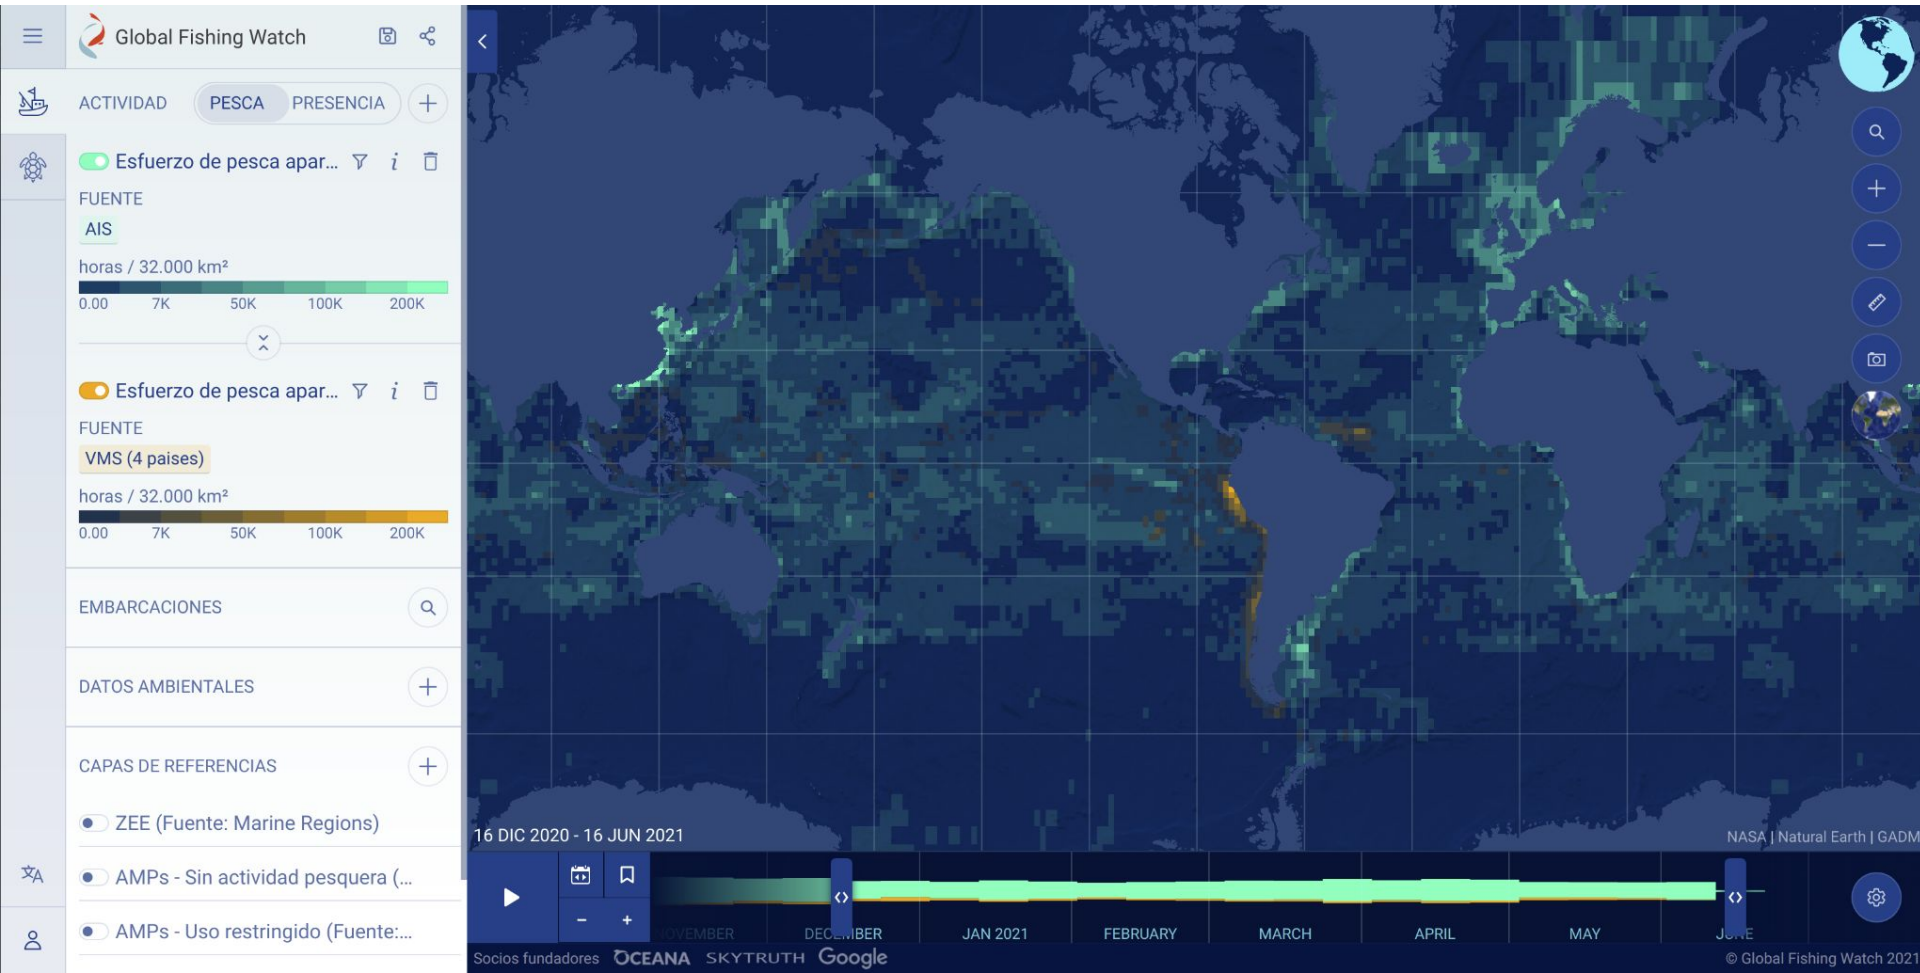 Global Fishing Watch
ACTIVIDAD PESCA PRESENCIA
Esfuerzo de pesca apar...
FUENTE
AIS
horas / 32.000 km²
0.00 7K 50K 100K 200K
Esfuerzo de pesca apar...
FUENTE
VMS (4 paises)
horas / 32.000 km²
0.00 7K 50K 100K 200K
EMBARCACIONES
DATOS AMBIENTALES
CAPAS DE REFERENCIAS
ZEE (Fuente: Marine Regions)
AMPs - Sin actividad pesquera (...
AMPs - Uso restringido (Fuente:...
16 DIC 2020 - 16 JUN 2021
NASA | Natural Earth | GADM
NOVEMBER DECEMBER JAN 2021 FEBRUARY MARCH APRIL MAY JUNE
Socios fundadores OCEANA SKYTRUTH Google
© Global Fishing Watch 2021